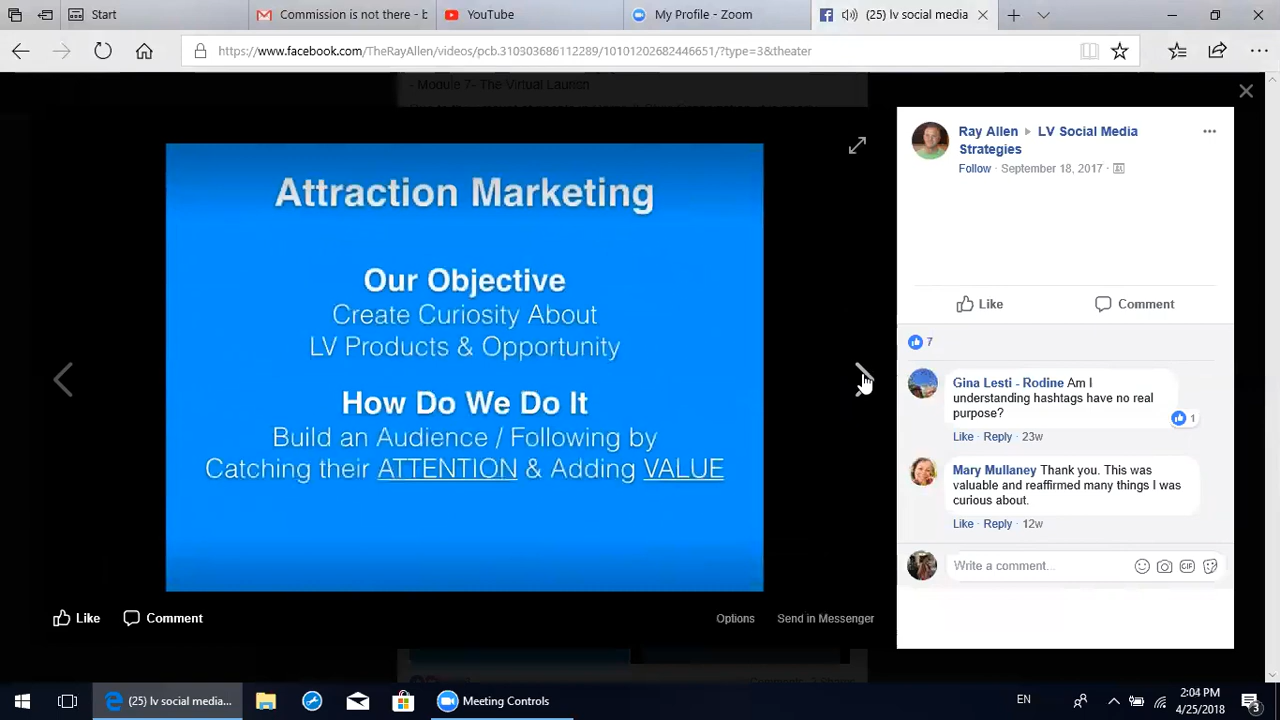 Start
Commission is not there - b
YouTube
My Profile - Zoom
(25) lv social media
https://www.facebook.com/TheRayAllen/videos/pcb.310303686112289/10101202682446651/?type=3&theater
- Module 7- The Virtual Launch
Attraction Marketing
Our Objective
Create Curiosity About
LV Products & Opportunity
How Do We Do It
Build an Audience / Following by
Catching their ATTENTION & Adding VALUE
Like
Comment
Options
Send in Messenger
Ray Allen
LV Social Media
Strategies
Follow · September 18, 2017 ·
Like
Comment
7
Gina Lesti - Rodine Am I
understanding hashtags have no real
purpose?
1
Like · Reply · 23w
Mary Mullaney Thank you. This was
valuable and reaffirmed many things I was
curious about.
Like · Reply · 12w
Write a comment...
GIF
(25) lv social media...
Meeting Controls
EN
2:04 PM
4/25/2018
3